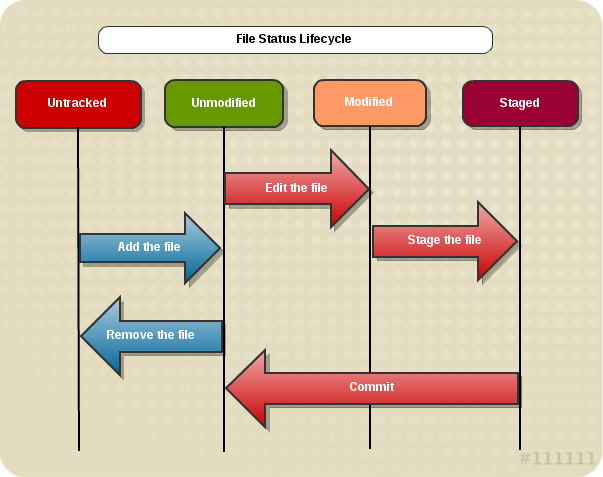 File Status Lifecycle
Untracked
Unmodified
Modified
Staged
Edit the file
Stage the file
Add the file
Remove the file
Commit
#111111